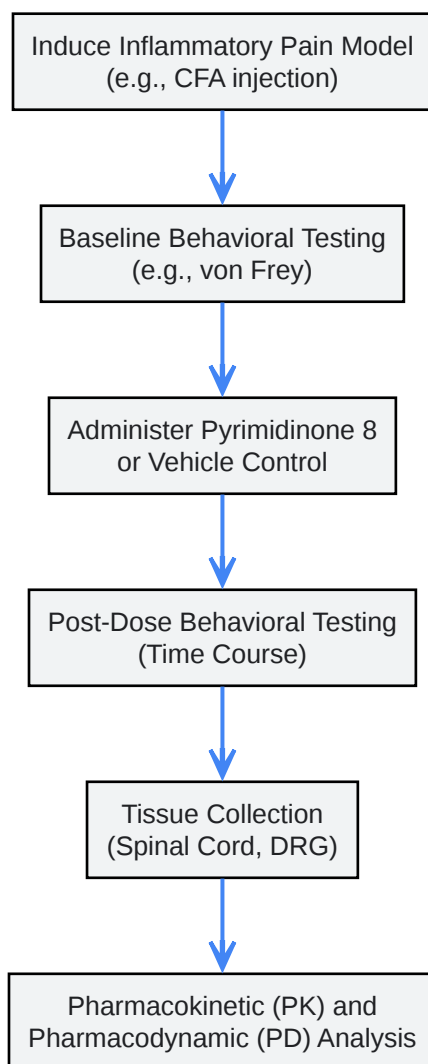 Induce Inflammatory Pain Model
(e.g., CFA injection)
Baseline Behavioral Testing
(e.g., von Frey)
Administer Pyrimidinone 8
or Vehicle Control
Post-Dose Behavioral Testing
(Time Course)
Tissue Collection
(Spinal Cord, DRG)
Pharmacokinetic (PK) and
Pharmacodynamic (PD) Analysis